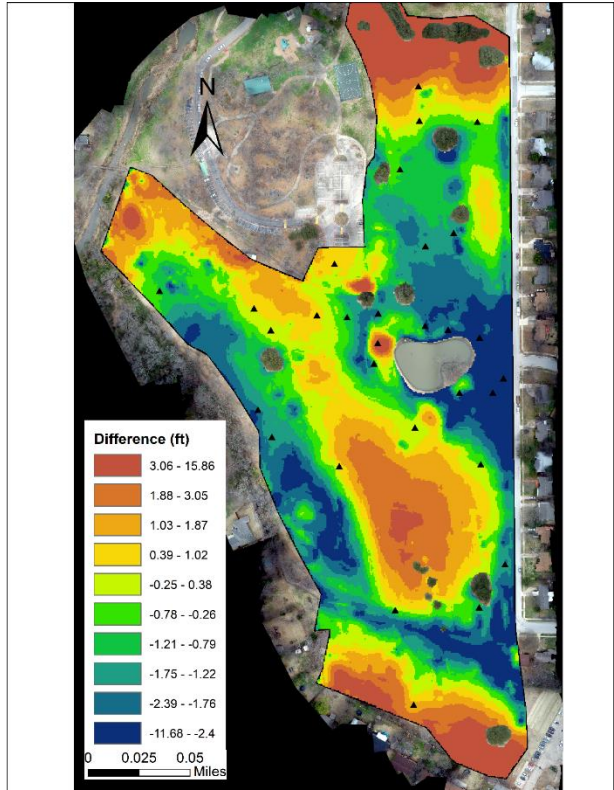 N
Difference (ft)
3.06 - 15.86
1.88 - 3.05
1.03 - 1.87
0.39 - 1.02
-0.25 - 0.38
-0.78 - -0.26
-1.21 - -0.79
-1.75 - -1.22
-2.39 - -1.76
-11.68 - -2.4
0 0.025 0.05
Miles